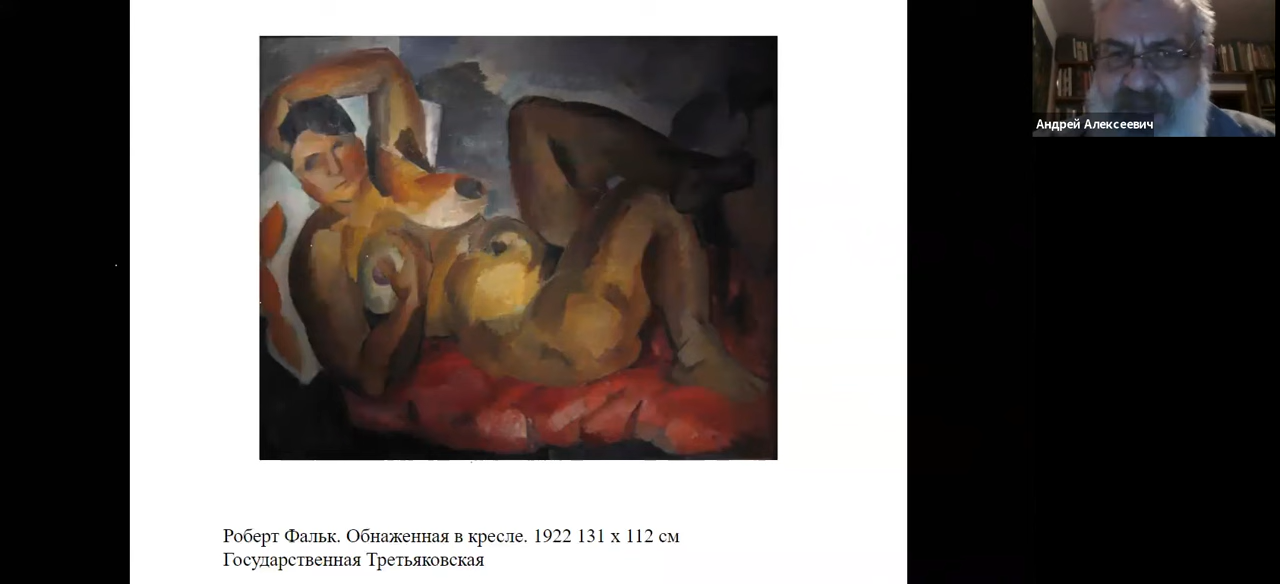 Андрей Алексеевич
Роберт Фальк. Обнаженная в кресле. 1922 131 х 112 см
Государственная Третьяковская